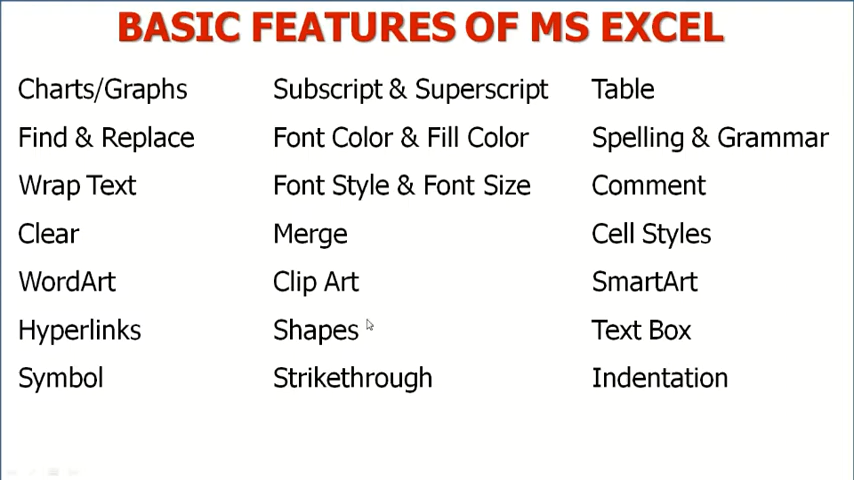 BASIC FEATURES OF MS EXCEL
Charts/Graphs Subscript & Superscript Table
Find & Replace Font Color & Fill Color Spelling & Grammar
Wrap Text Font Style & Font Size Comment
Clear Merge Cell Styles
WordArt Clip Art SmartArt
Hyperlinks Shapes Text Box
Symbol Strikethrough Indentation